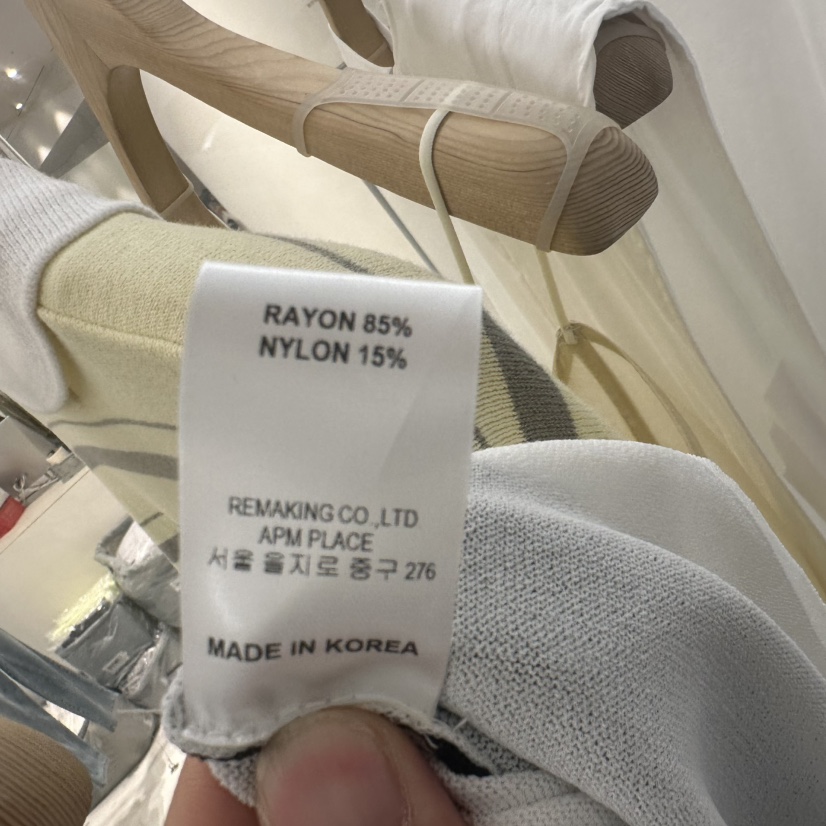 RAYON 85%
NYLON 15%
REMAKING CO.,LTD
APM PLACE
서울 을지로 중구 276
MADE IN KOREA